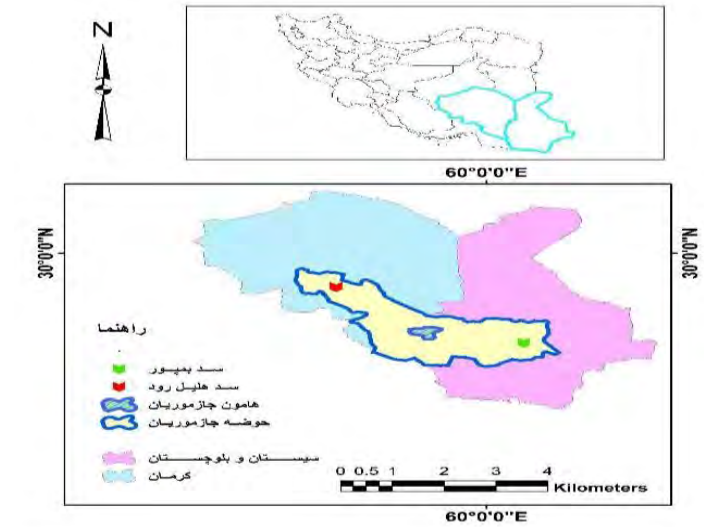 N
60°0'0"E
30°0'0"N
30°0'0"N
راهنما
سد بمپور
سد هلیل رود
هامون جازموریان
حوضه جازموریان
سیستان و بلوچستان
کرمان
0 0.5 1 2 3 4
Kilometers
60°0'0"E